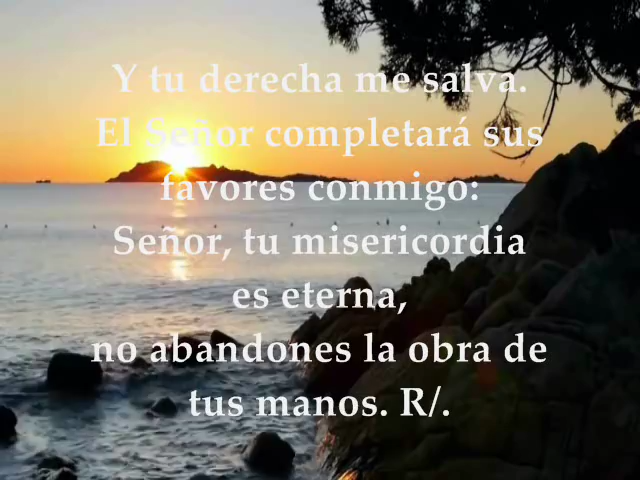 Y tu derecha me salva.
El Señor completará sus
favores conmigo:
Señor, tu misericordia
es eterna,
no abandones la obra de
tus manos. R/.